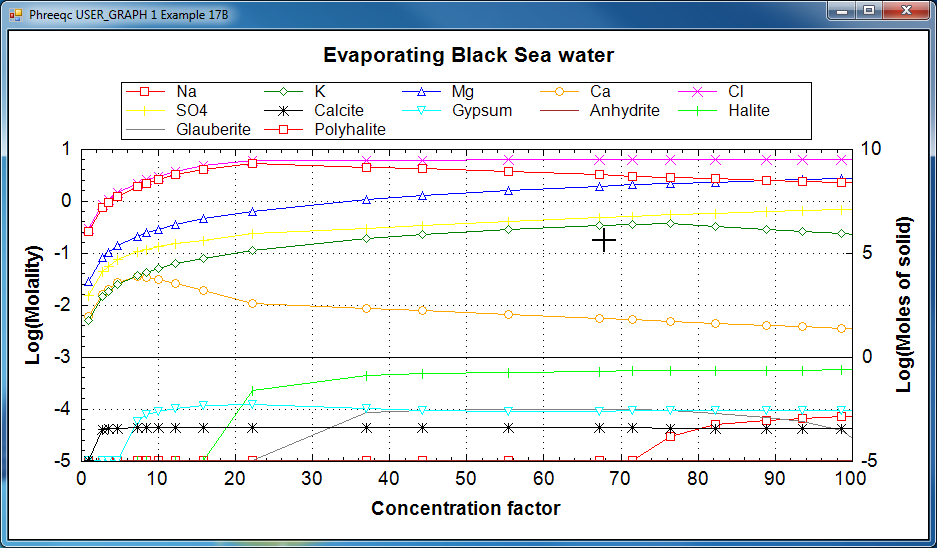 Phreeqc USER_GRAPH 1 Example 17B
Evaporating Black Sea water
Na K Mg Ca Cl
SO4 Calcite Gypsum Anhydrite Halite
Glauberite Polyhalite
1 10
0
-1 5
-2
-3 0
-4
-5 -5
0 10 20 30 40 50 60 70 80 90 100
Log(Molality)
Log(Moles of solid)
Concentration factor